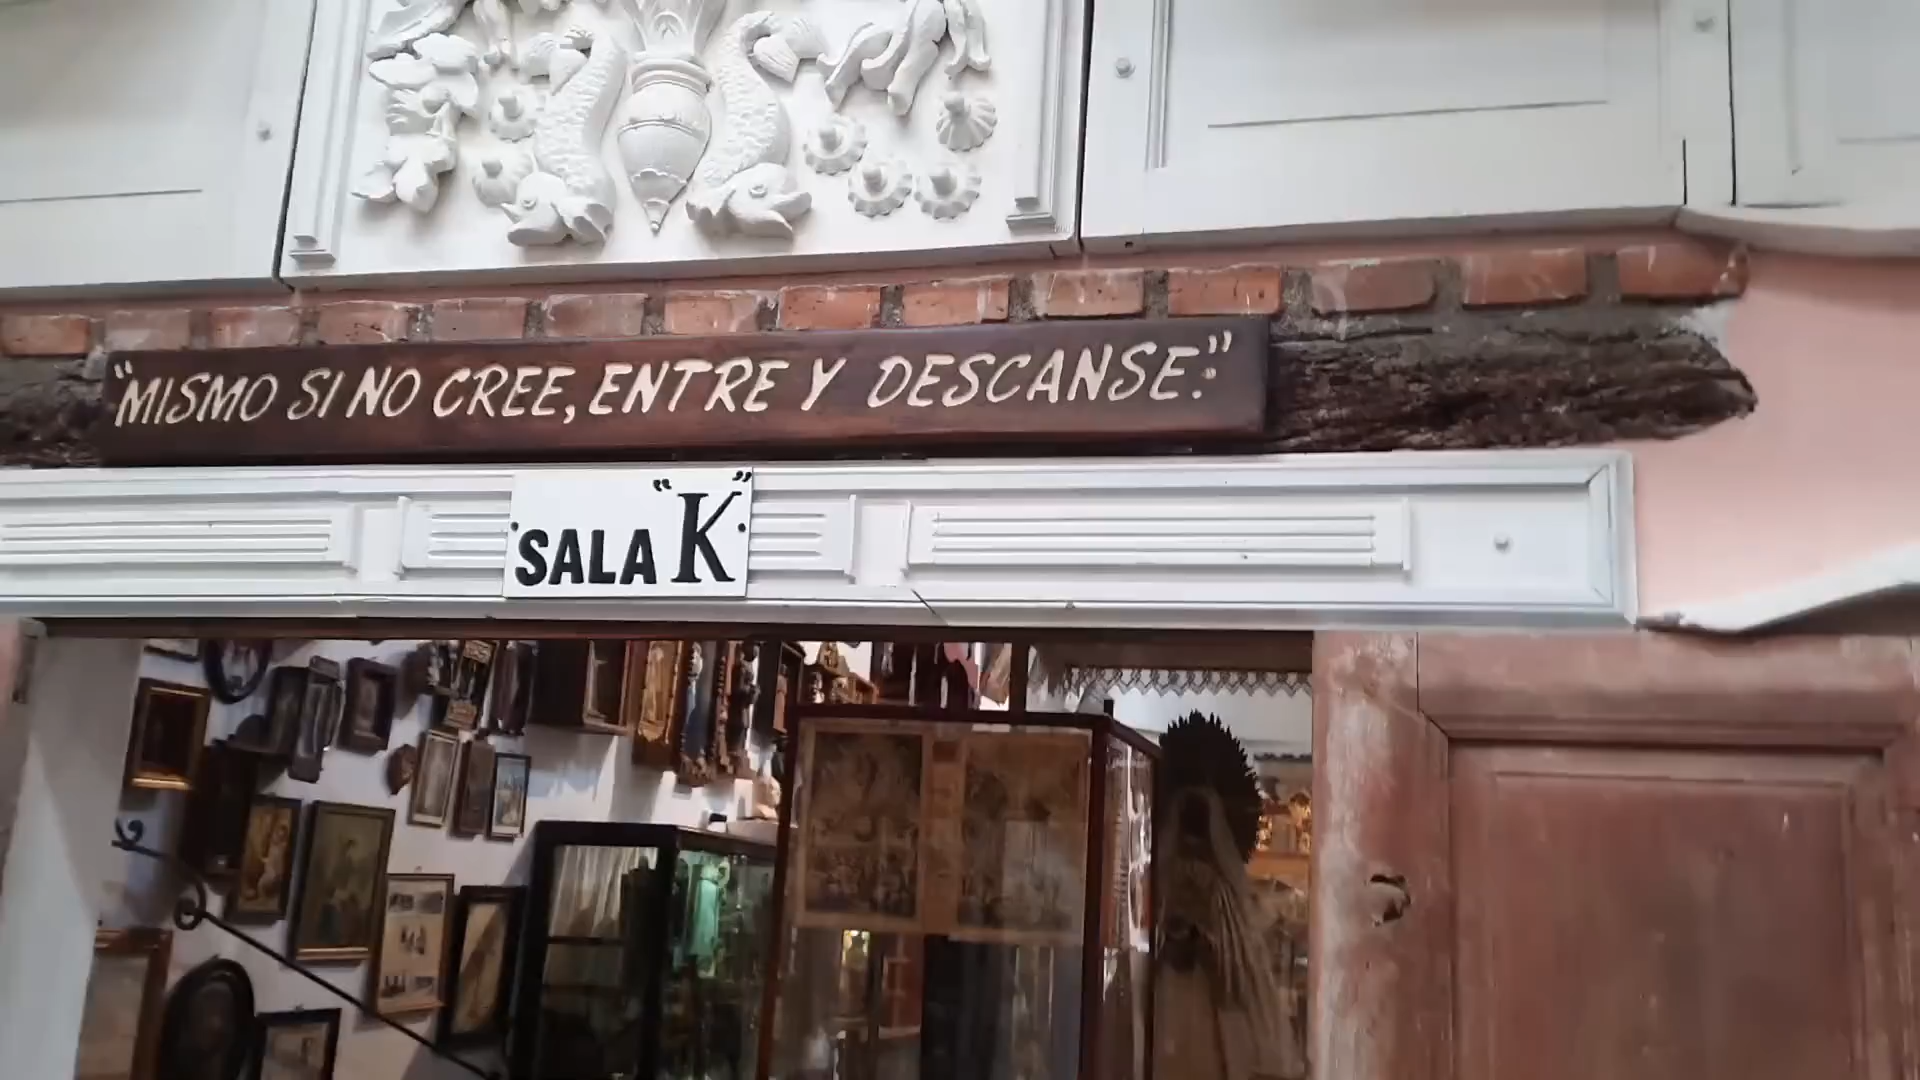 "MISMO SI NO CREE, ENTRE Y DESCANSE."
SALA "K"